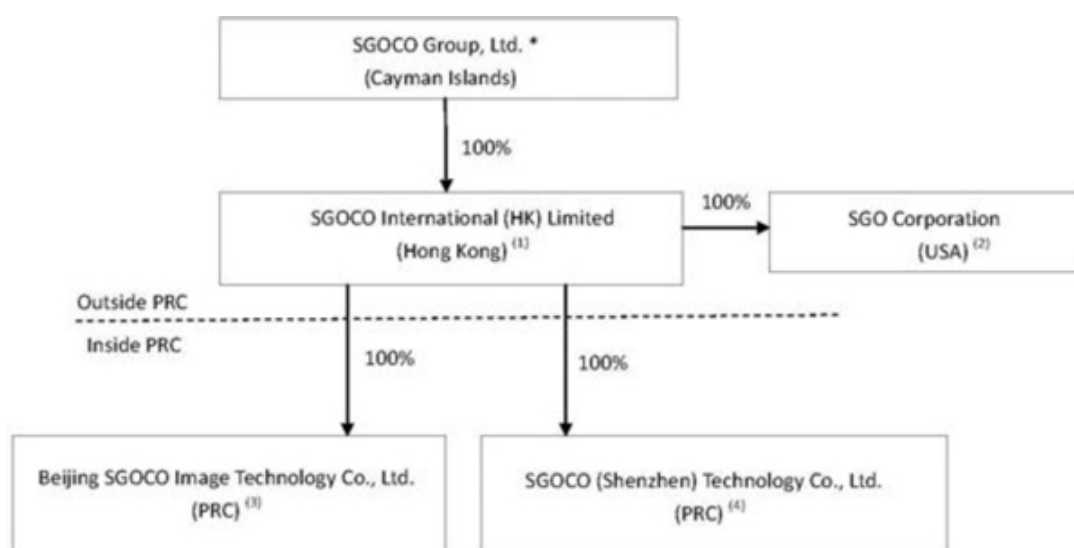 SGOCO Group, Ltd. *
(Cayman Islands)
100%
SGOCO International (HK) Limited
(Hong Kong) (1)
100%
SGO Corporation
(USA) (2)
Outside PRC
Inside PRC
100%
100%
Beijing SGOCO Image Technology Co., Ltd.
(PRC) (3)
SGOCO (Shenzhen) Technology Co., Ltd.
(PRC) (4)